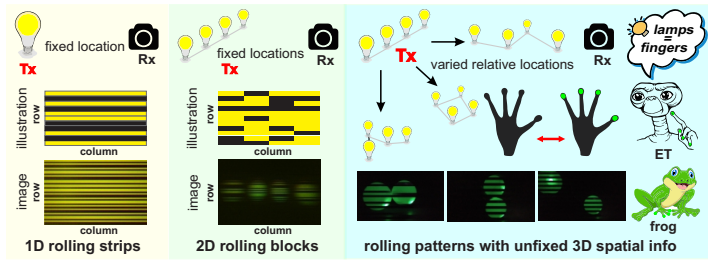 fixed location
Tx
Rx
illustration
row
column
image
row
column
1D rolling strips
fixed locations
Tx
Rx
illustration
row
column
image
row
column
2D rolling blocks
lamps
=
fingers
Tx
Rx
varied relative locations
ET
frog
rolling patterns with unfixed 3D spatial info